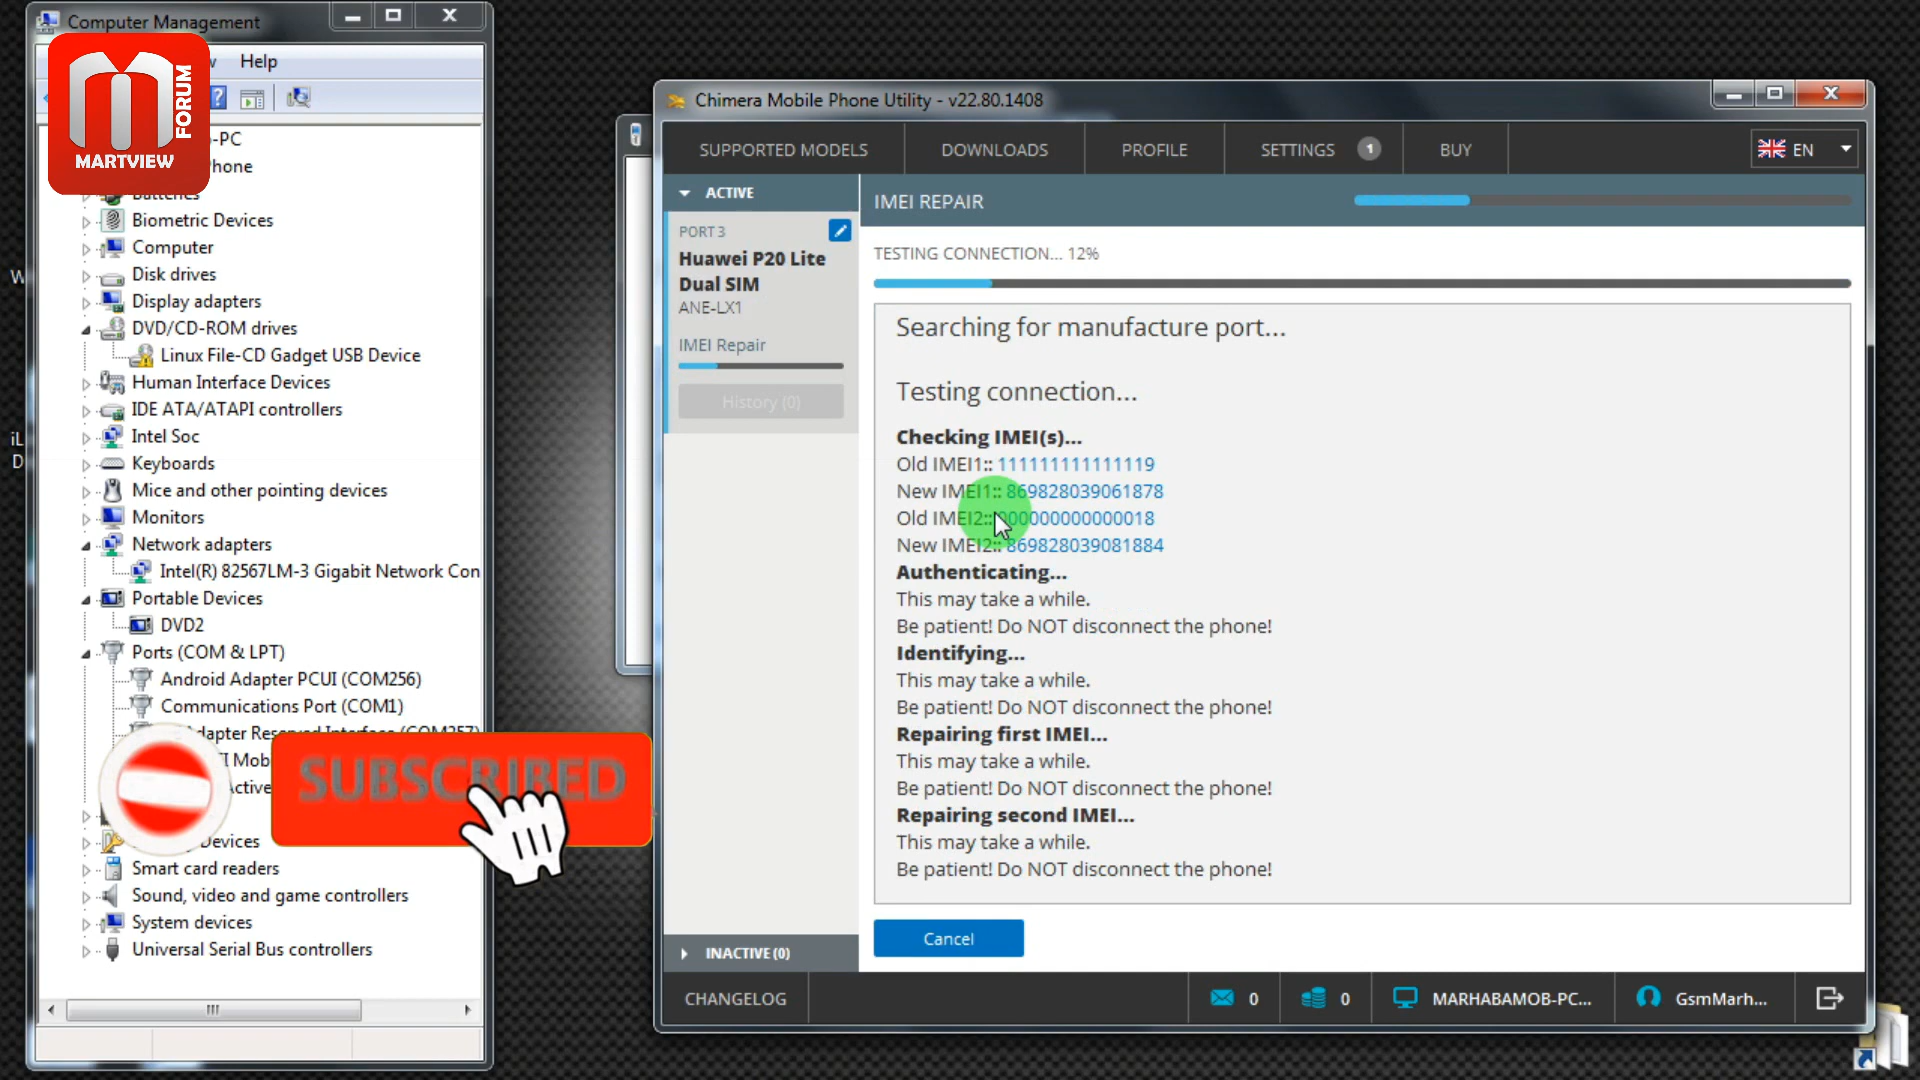 Computer Management
Help
MARTVIEW
FORUM
-PC
hone
Batteries
Biometric Devices
Computer
Disk drives
Display adapters
DVD/CD-ROM drives
Linux File-CD Gadget USB Device
Human Interface Devices
IDE ATA/ATAPI controllers
Intel Soc
Keyboards
Mice and other pointing devices
Monitors
Network adapters
Intel(R) 82567LM-3 Gigabit Network Con
Portable Devices
DVD2
Ports (COM & LPT)
Android Adapter PCUI (COM256)
Communications Port (COM1)
Adapter Reserved Interface (COM257)
I Mob
Active
Devices
Smart card readers
Sound, video and game controllers
System devices
Universal Serial Bus controllers
SUBSCRIBED
Chimera Mobile Phone Utility - v22.80.1408
SUPPORTED MODELS
DOWNLOADS
PROFILE
SETTINGS 1
BUY
EN
ACTIVE
PORT 3
Huawei P20 Lite
Dual SIM
ANE-LX1
IMEI Repair
History (0)
INACTIVE (0)
IMEI REPAIR
TESTING CONNECTION... 12%
Searching for manufacture port...
Testing connection...
Checking IMEI(s)...
Old IMEI1:: 111111111111119
New IMEI1:: 869828039061878
Old IMEI2:: 000000000000018
New IMEI2:: 869828039081884
Authenticating...
This may take a while.
Be patient! Do NOT disconnect the phone!
Identifying...
This may take a while.
Be patient! Do NOT disconnect the phone!
Repairing first IMEI...
This may take a while.
Be patient! Do NOT disconnect the phone!
Repairing second IMEI...
This may take a while.
Be patient! Do NOT disconnect the phone!
Cancel
CHANGELOG
0
0
MARHABAMOB-PC...
GsmMarh...
W
iL
D